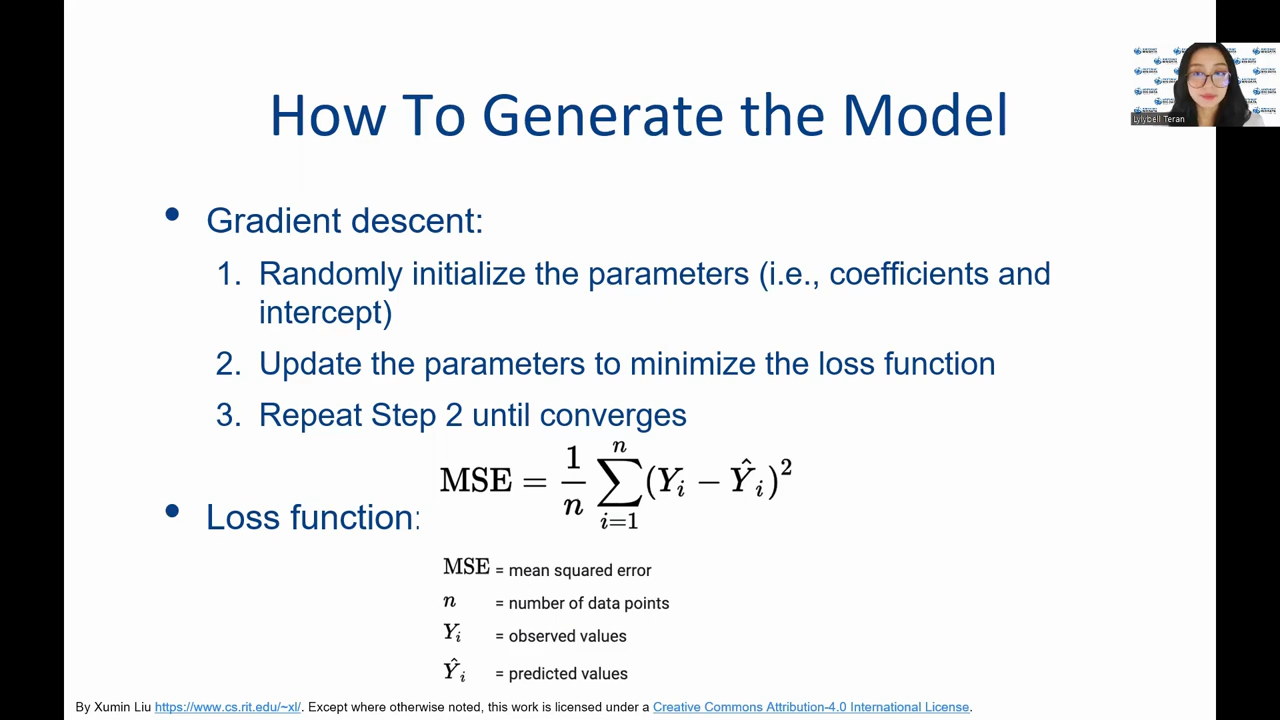 How To Generate the Model
• Gradient descent:
1. Randomly initialize the parameters (i.e., coefficients and
intercept)
2. Update the parameters to minimize the loss function
3. Repeat Step 2 until converges
• Loss function:
MSE = 1/n ∑ i=1 n (Yᵢ − Ŷᵢ)²
MSE = mean squared error
n = number of data points
Yᵢ = observed values
Ŷᵢ = predicted values
Lylybell Teran
By Xumin Liu https://www.cs.rit.edu/~xl/. Except where otherwise noted, this work is licensed under a Creative Commons Attribution-4.0 International License.